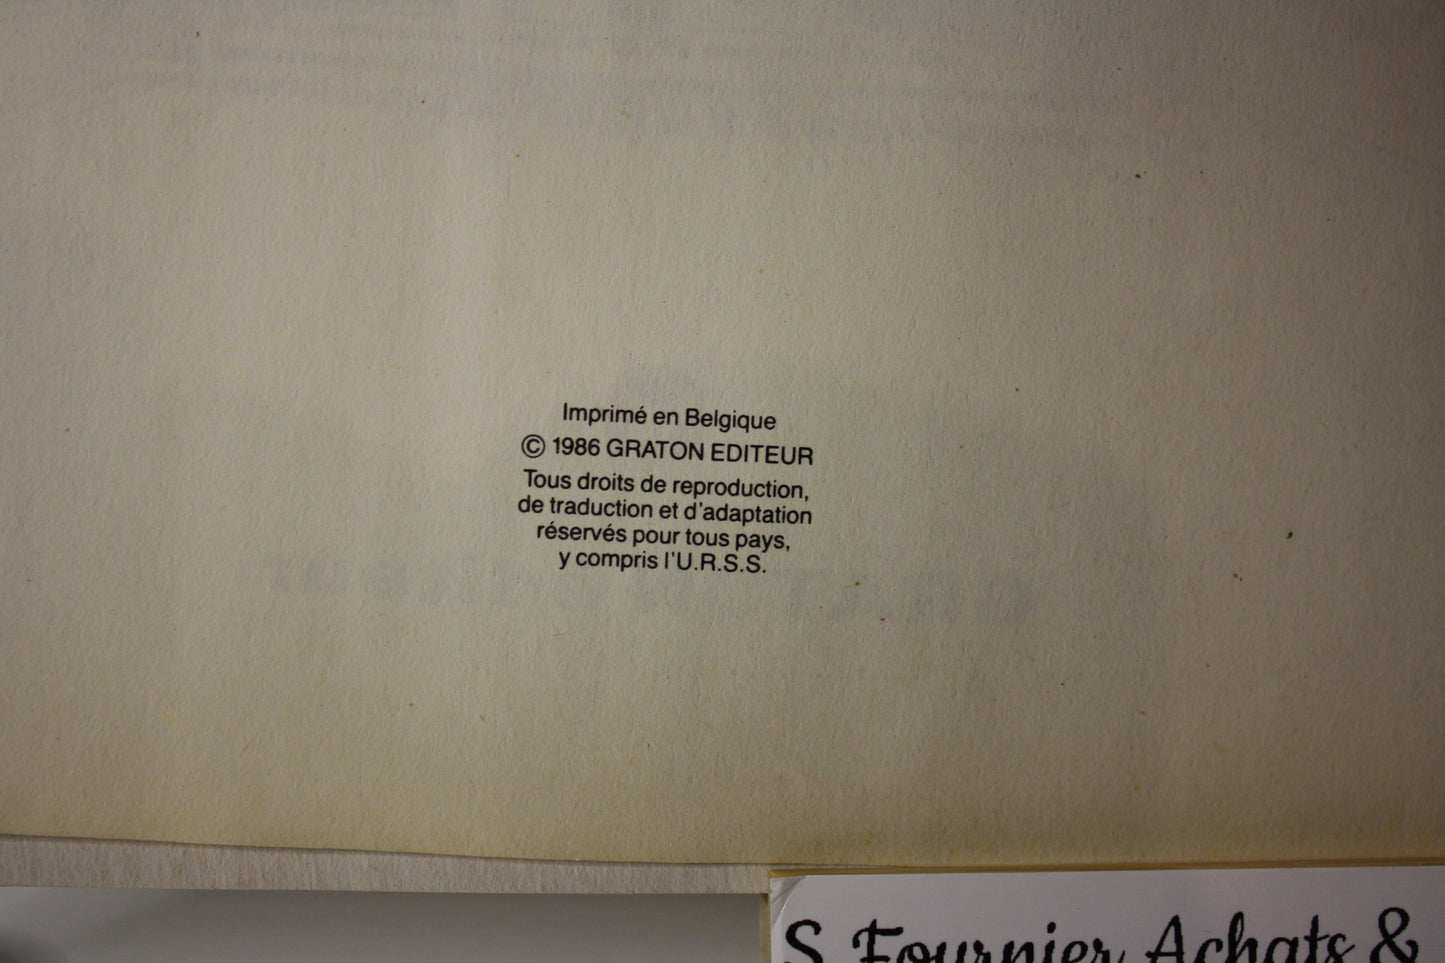 Imprimé en Belgique
© 1986 GRATON EDITEUR
Tous droits de reproduction,
de traduction et d'adaptation
réservés pour tous pays,
y compris l'U.R.S.S.
S Fournier Achats &